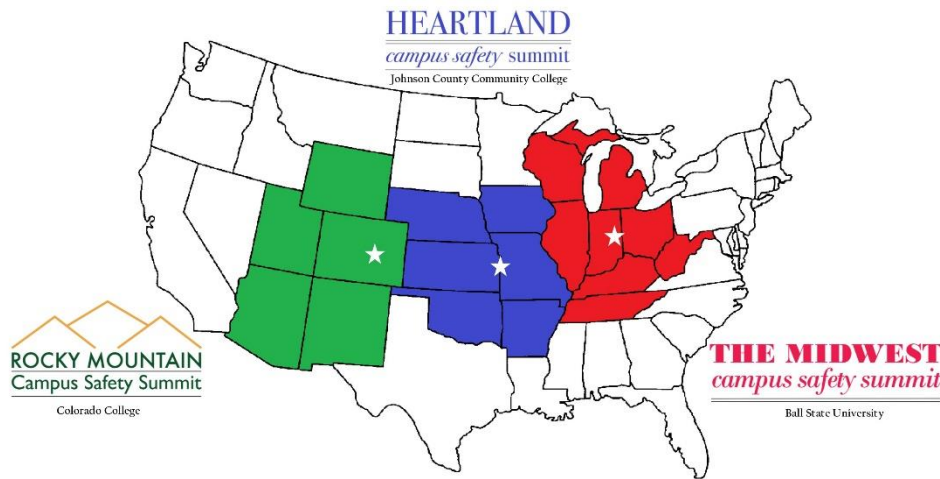 HEARTLAND
campus safety summit
Johnson County Community College
ROCKY MOUNTAIN
Campus Safety Summit
Colorado College
THE MIDWEST
campus safety summit
Ball State University